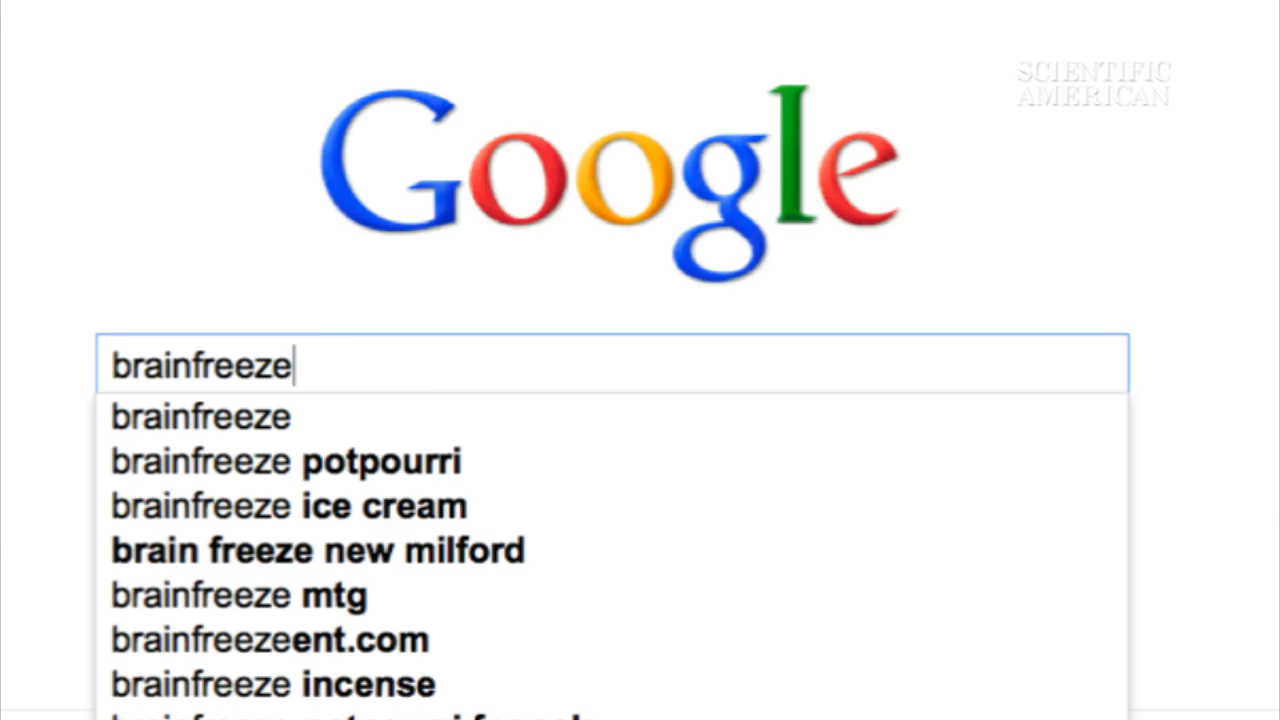 SCIENTIFIC
AMERICAN
Google
brainfreeze
brainfreeze
brainfreeze potpourri
brainfreeze ice cream
brain freeze new milford
brainfreeze mtg
brainfreezeent.com
brainfreeze incense